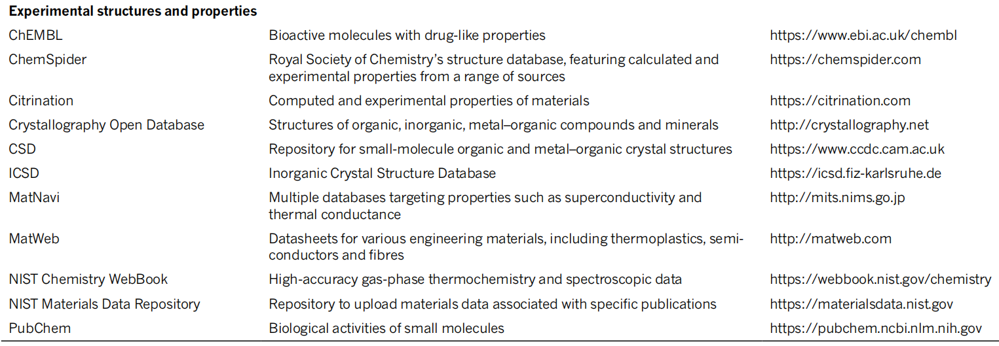 Experimental structures and properties
ChEMBL Bioactive molecules with drug-like properties https://www.ebi.ac.uk/chembl
ChemSpider Royal Society of Chemistry’s structure database, featuring calculated and https://chemspider.com
experimental properties from a range of sources
Citrination Computed and experimental properties of materials https://citrination.com
Crystallography Open Database Structures of organic, inorganic, metal–organic compounds and minerals http://crystallography.net
CSD Repository for small-molecule organic and metal–organic crystal structures https://www.ccdc.cam.ac.uk
ICSD Inorganic Crystal Structure Database https://icsd.fiz-karlsruhe.de
MatNavi Multiple databases targeting properties such as superconductivity and http://mits.nims.go.jp
thermal conductance
MatWeb Datasheets for various engineering materials, including thermoplastics, semi- http://matweb.com
conductors and fibres
NIST Chemistry WebBook High-accuracy gas-phase thermochemistry and spectroscopic data https://webbook.nist.gov/chemistry
NIST Materials Data Repository Repository to upload materials data associated with specific publications https://materialsdata.nist.gov
PubChem Biological activities of small molecules https://pubchem.ncbi.nlm.nih.gov